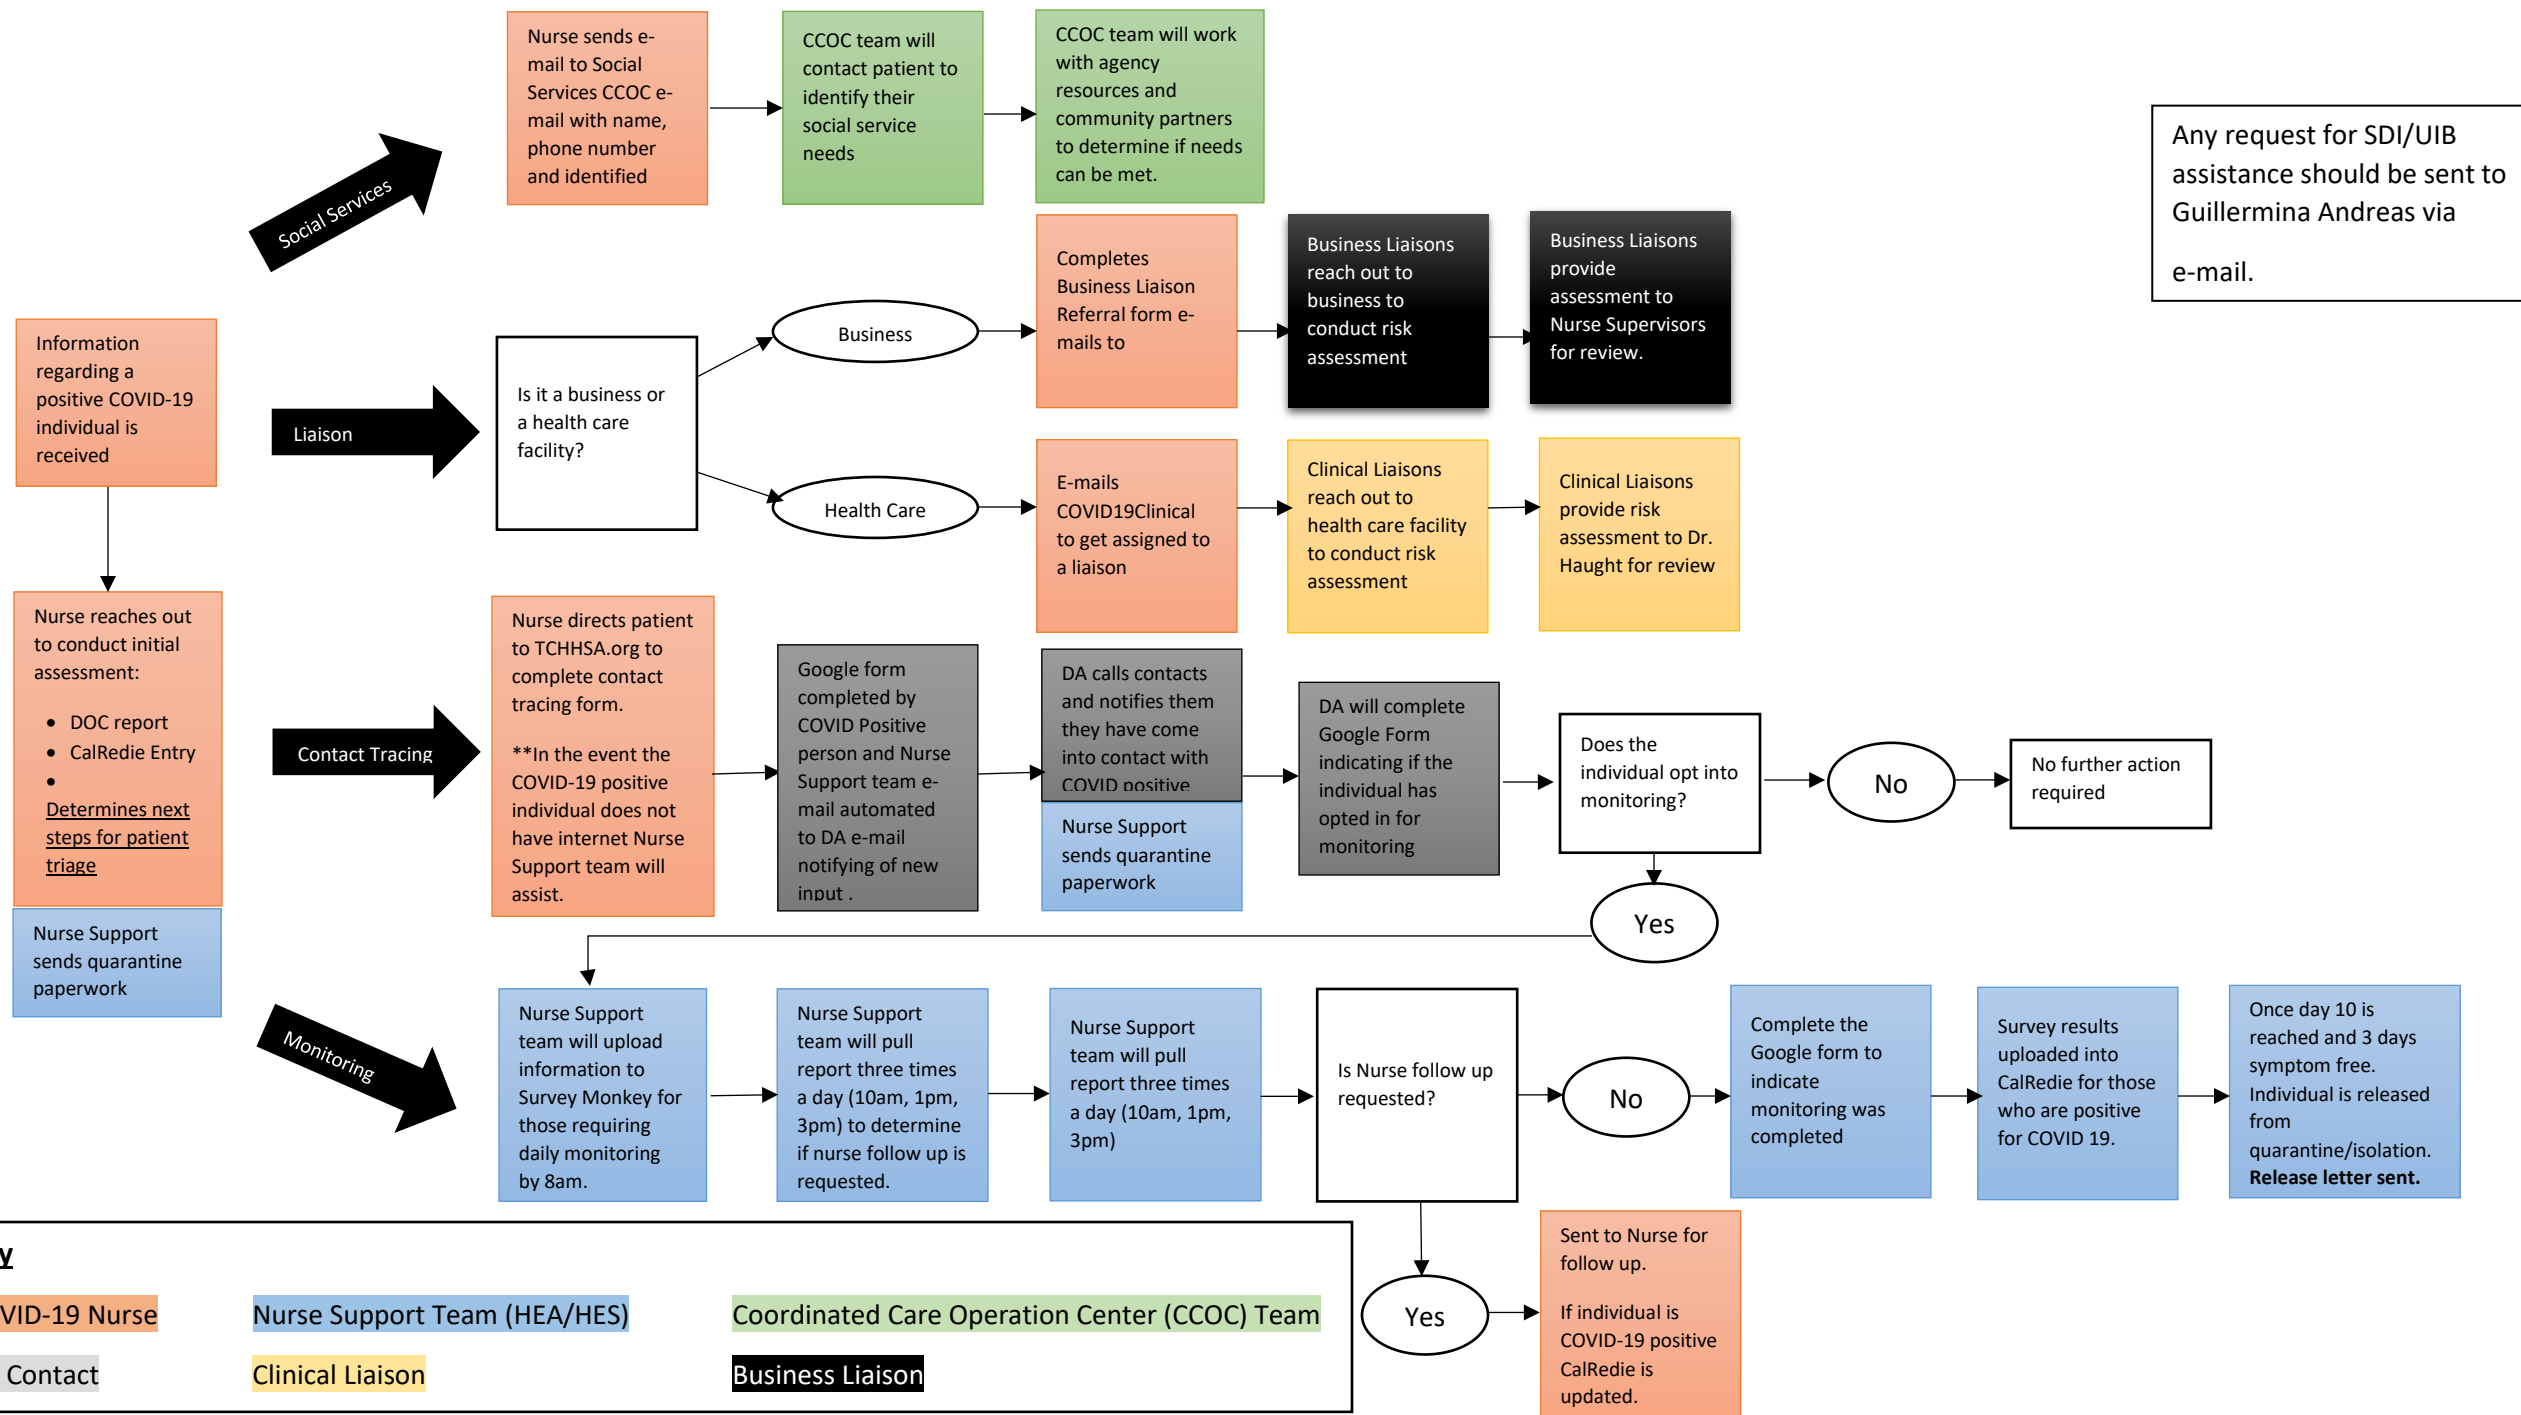 Nurse sends e-
mail to Social
Services CCOC e-
mail with name,
phone number
and identified
CCOC team will
contact patient to
identify their
social service
needs
CCOC team will work
with agency
resources and
community partners
to determine if needs
can be met.
Any request for SDI/UIB
assistance should be sent to
Guillermina Andreas via
e-mail.
Social Services
Information
regarding a
positive COVID-19
individual is
received
Liaison
Is it a business or
a health care
facility?
Business
Completes
Business Liaison
Referral form e-
mails to
Business Liaisons
reach out to
business to
conduct risk
assessment
Business Liaisons
provide
assessment to
Nurse Supervisors
for review.
Health Care
E-mails
COVID19Clinical
to get assigned to
a liaison
Clinical Liaisons
reach out to
health care facility
to conduct risk
assessment
Clinical Liaisons
provide risk
assessment to Dr.
Haught for review
Nurse reaches out
to conduct initial
assessment:
• DOC report
• CalRedie Entry
•
Determines next
steps for patient
triage
Nurse Support
sends quarantine
paperwork
Contact Tracing
Nurse directs patient
to TCHHSA.org to
complete contact
tracing form.
**In the event the
COVID-19 positive
individual does not
have internet Nurse
Support team will
assist.
Google form
completed by
COVID Positive
person and Nurse
Support team e-
mail automated
to DA e-mail
notifying of new
input .
DA calls contacts
and notifies them
they have come
into contact with
COVID positive
Nurse Support
sends quarantine
paperwork
DA will complete
Google Form
indicating if the
individual has
opted in for
monitoring
Does the
individual opt into
monitoring?
No
No further action
required
Yes
Monitoring
Nurse Support
team will upload
information to
Survey Monkey for
those requiring
daily monitoring
by 8am.
Nurse Support
team will pull
report three times
a day (10am, 1pm,
3pm) to determine
if nurse follow up is
requested.
Nurse Support
team will pull
report three times
a day (10am, 1pm,
3pm)
Is Nurse follow up
requested?
No
Complete the
Google form to
indicate
monitoring was
completed
Survey results
uploaded into
CalRedie for those
who are positive
for COVID 19.
Once day 10 is
reached and 3 days
symptom free.
Individual is released
from
quarantine/isolation.
Release letter sent.
Yes
Sent to Nurse for
follow up.
If individual is
COVID-19 positive
CalRedie is
updated.
y
VID-19 Nurse
Nurse Support Team (HEA/HES)
Coordinated Care Operation Center (CCOC) Team
Contact
Clinical Liaison
Business Liaison